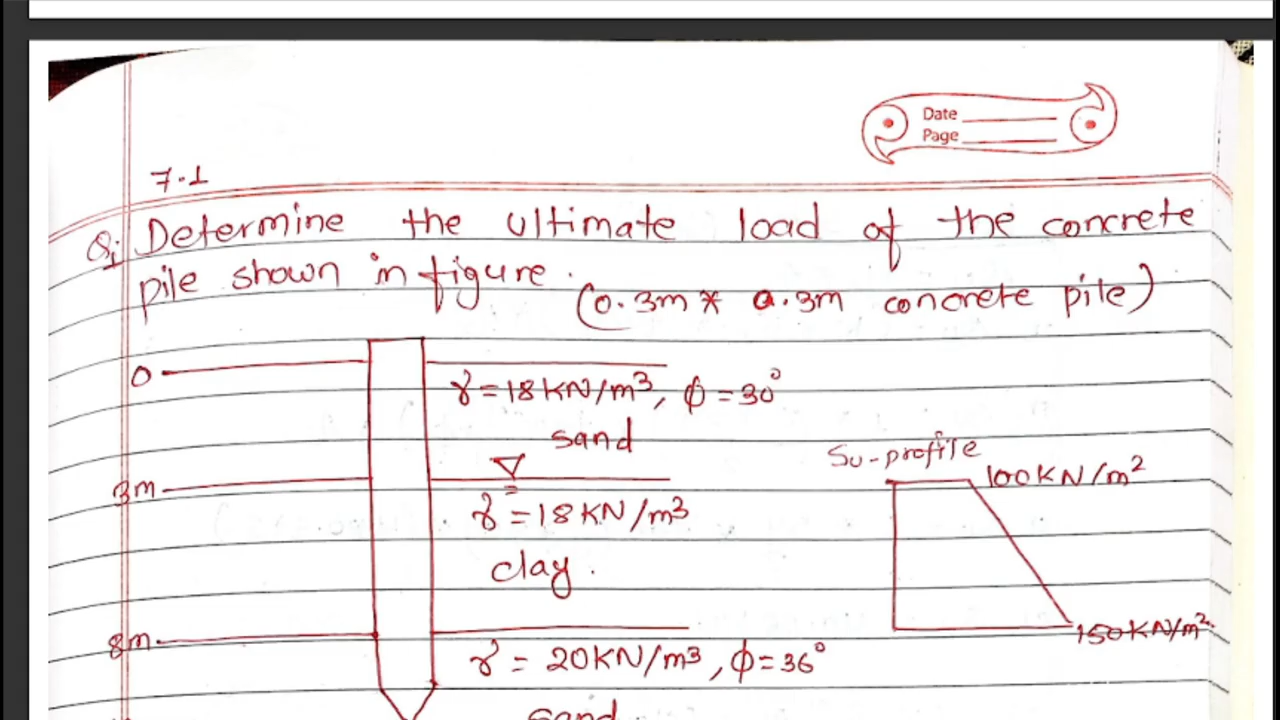 Date
Page
7.1
Q1 Determine the ultimate load of the concrete
pile shown in figure.
(0.3m * 0.3m concrete pile)
0
γ = 18 KN/m³, ϕ = 30°
sand
Su-profile
3m
100 KN/m²
γ = 18 KN/m³
clay.
8m
150 KN/m²
γ = 20 KN/m³, ϕ = 36°
sand